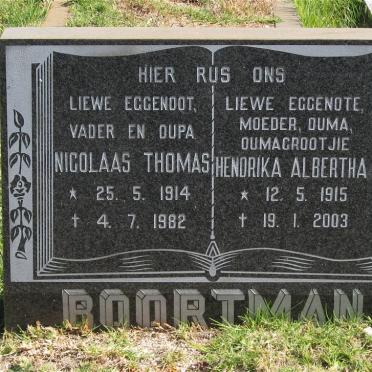 HIER RUS ONS
LIEWE EGGENOOT,
VADER EN OUPA
NICOLAAS THOMAS
* 25. 5. 1914
† 4. 7. 1982
LIEWE EGGENOTE,
MOEDER, OUMA,
OUMAGROOTJIE
HENDRIKA ALBERTHA
* 12. 5. 1915
† 19. 1. 2003
BOORTMAN